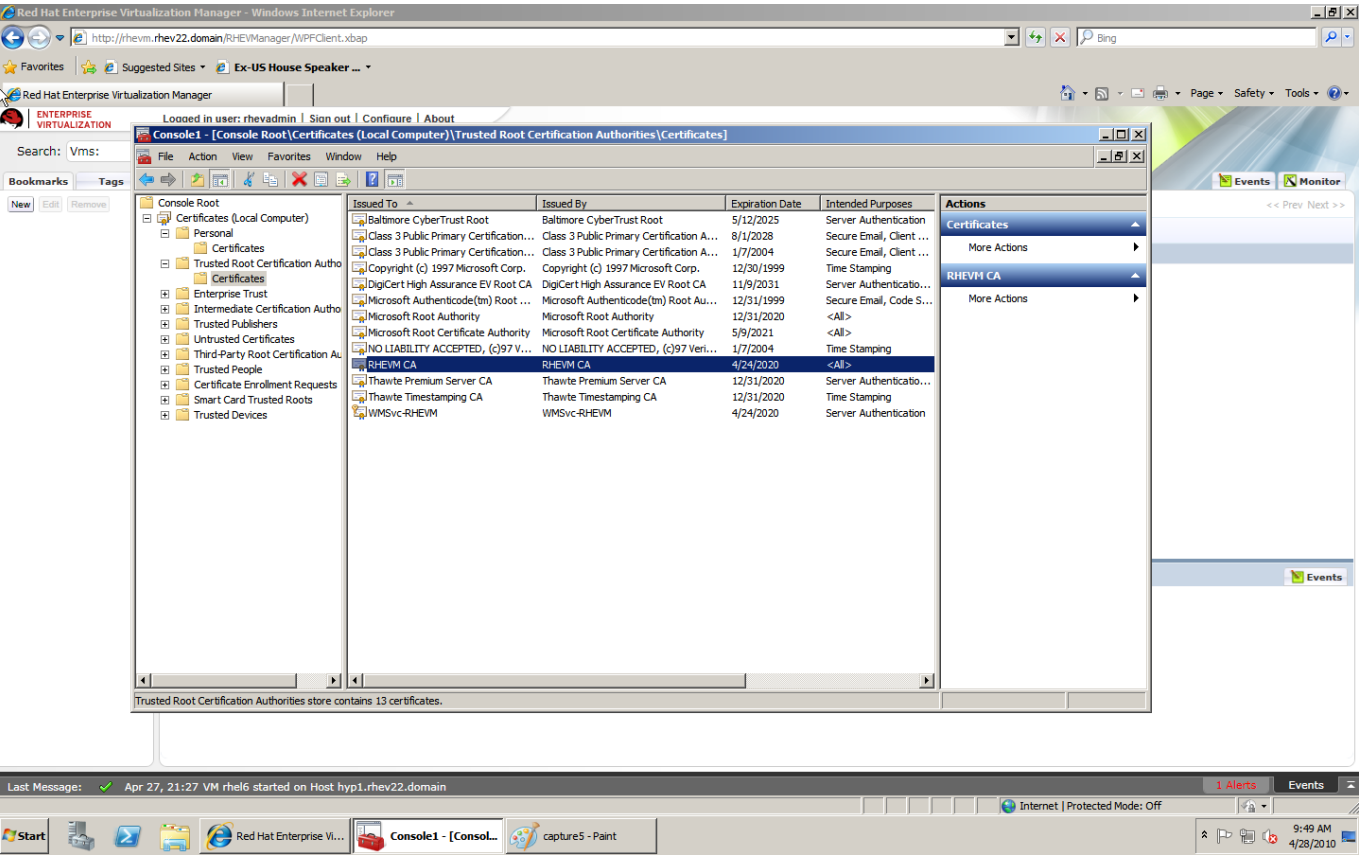 Red Hat Enterprise Virtualization Manager - Windows Internet Explorer
http://rhevm.rhev22.domain/RHEVManager/WPFClient.xbap
Bing
Favorites Suggested Sites Ex-US House Speaker ...
Red Hat Enterprise Virtualization Manager
Page Safety Tools
ENTERPRISE
VIRTUALIZATION
Logged in user: rhevadmin | Sign out | Configure | About
Search: Vms:
Bookmarks Tags
New Edit Remove
Events Monitor
<< Prev Next >>
Console1 - [Console Root\Certificates (Local Computer)\Trusted Root Certification Authorities\Certificates]
File Action View Favorites Window Help
Console Root
Certificates (Local Computer)
Personal
Certificates
Trusted Root Certification Autho
Certificates
Enterprise Trust
Intermediate Certification Autho
Trusted Publishers
Untrusted Certificates
Third-Party Root Certification Au
Trusted People
Certificate Enrollment Requests
Smart Card Trusted Roots
Trusted Devices
Issued To Issued By Expiration Date Intended Purposes
Baltimore CyberTrust Root Baltimore CyberTrust Root 5/12/2025 Server Authentication
Class 3 Public Primary Certification... Class 3 Public Primary Certification A... 8/1/2028 Secure Email, Client ...
Class 3 Public Primary Certification... Class 3 Public Primary Certification A... 1/7/2004 Secure Email, Client ...
Copyright (c) 1997 Microsoft Corp. Copyright (c) 1997 Microsoft Corp. 12/30/1999 Time Stamping
DigiCert High Assurance EV Root CA DigiCert High Assurance EV Root CA 11/9/2031 Server Authenticatio...
Microsoft Authenticode(tm) Root ... Microsoft Authenticode(tm) Root Au... 12/31/1999 Secure Email, Code S...
Microsoft Root Authority Microsoft Root Authority 12/31/2020 <All>
Microsoft Root Certificate Authority Microsoft Root Certificate Authority 5/9/2021 <All>
NO LIABILITY ACCEPTED, (c)97 V... NO LIABILITY ACCEPTED, (c)97 Veri... 1/7/2004 Time Stamping
RHEVM CA RHEVM CA 4/24/2020 <All>
Thawte Premium Server CA Thawte Premium Server CA 12/31/2020 Server Authenticatio...
Thawte Timestamping CA Thawte Timestamping CA 12/31/2020 Time Stamping
WMSvc-RHEVM WMSvc-RHEVM 4/24/2020 Server Authentication
Actions
Certificates
More Actions
RHEVM CA
More Actions
Events
Trusted Root Certification Authorities store contains 13 certificates.
Last Message: Apr 27, 21:27 VM rhel6 started on Host hyp1.rhev22.domain
1 Alerts Events
Internet | Protected Mode: Off
Start Red Hat Enterprise Vi... Console1 - [Consol... capture5 - Paint
9:49 AM
4/28/2010